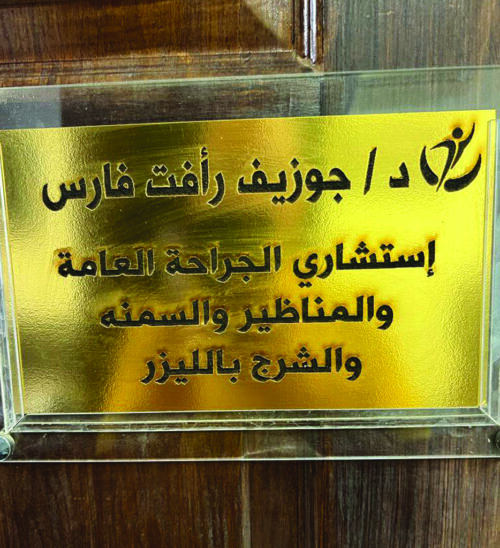 د/ جوزيف رأفت فارس
إستشاري الجراحة العامة
والمناظير والسمنه
والشرج بالليزر